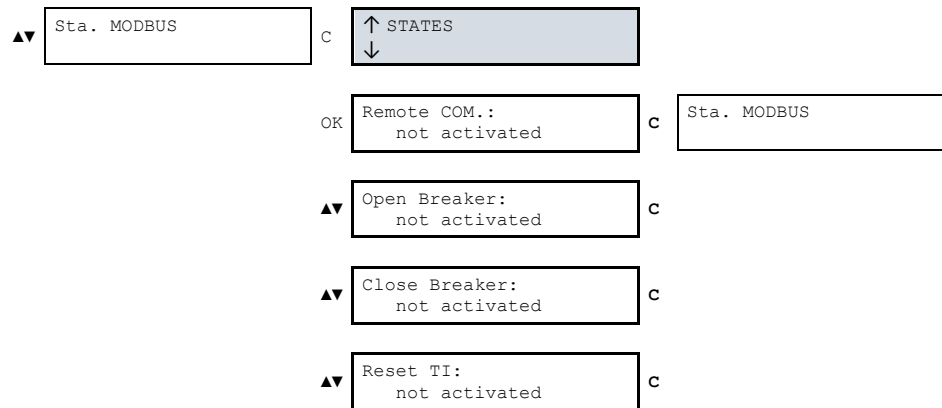 ▲▼ Sta. MODBUS C ↑ STATES
↓
OK Remote COM.:
not activated C Sta. MODBUS
▲▼ Open Breaker:
not activated C
▲▼ Close Breaker:
not activated C
▲▼ Reset TI:
not activated C